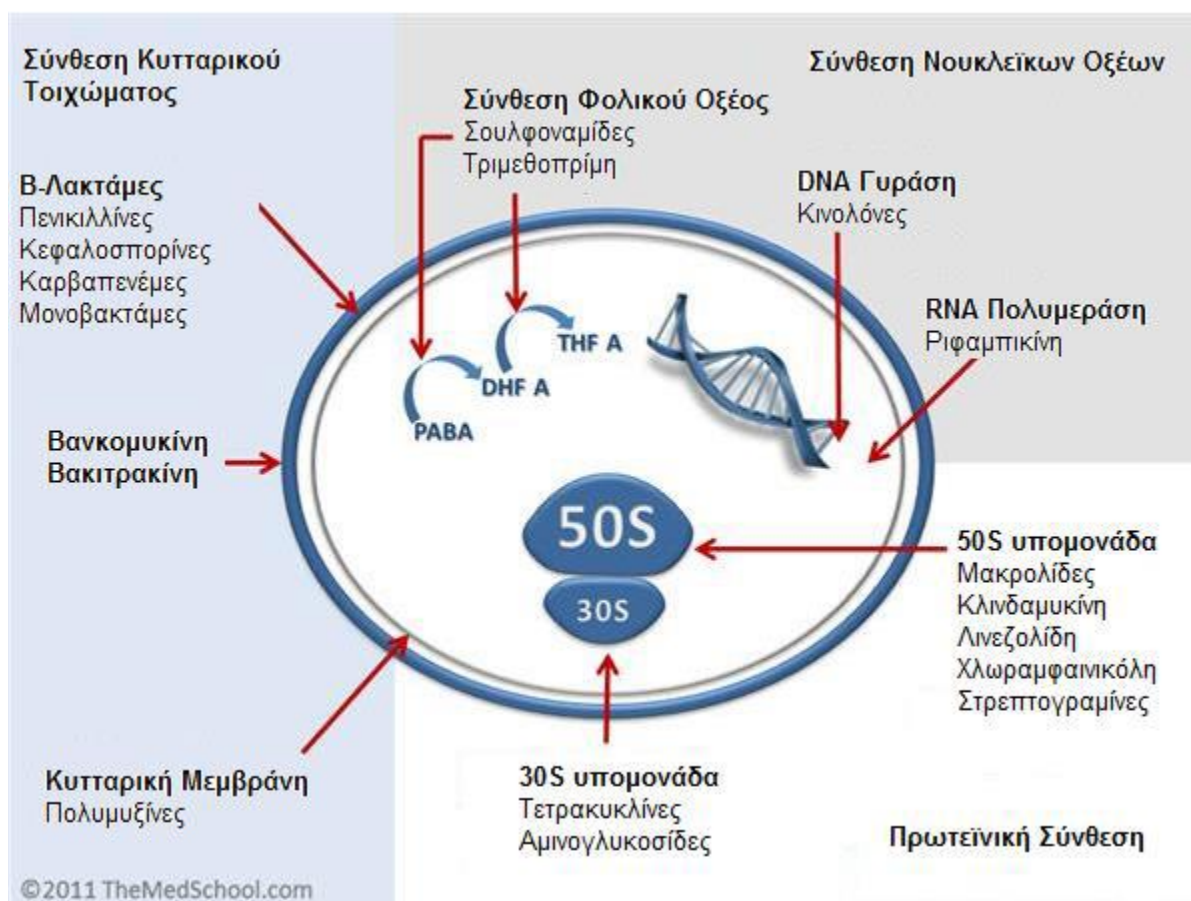 Σύνθεση Κυτταρικού
Τοιχώματος
Σύνθεση Νουκλεϊκων Οξέων
Σύνθεση Φολικού Οξέος
Σουλφοναμίδες
Τριμεθοπρίμη
Β-Λακτάμες
Πενικιλλίνες
Κεφαλοσπορίνες
Καρβαπενέμες
Μονοβακτάμες
DNA Γυράση
Κινολόνες
RNA Πολυμεράση
Ριφαμπικίνη
THF A
DHF A
PABA
Βανκομυκίνη
Βακιτρακίνη
50S
30S
50S υπομονάδα
Μακρολίδες
Κλινδαμυκίνη
Λινεζολίδη
Χλωραμφαινικόλη
Στρεπτογραμίνες
Κυτταρική Μεμβράνη
Πολυμυξίνες
30S υπομονάδα
Τετρακυκλίνες
Αμινογλυκοσίδες
Πρωτεϊνική Σύνθεση
©2011 TheMedSchool.com